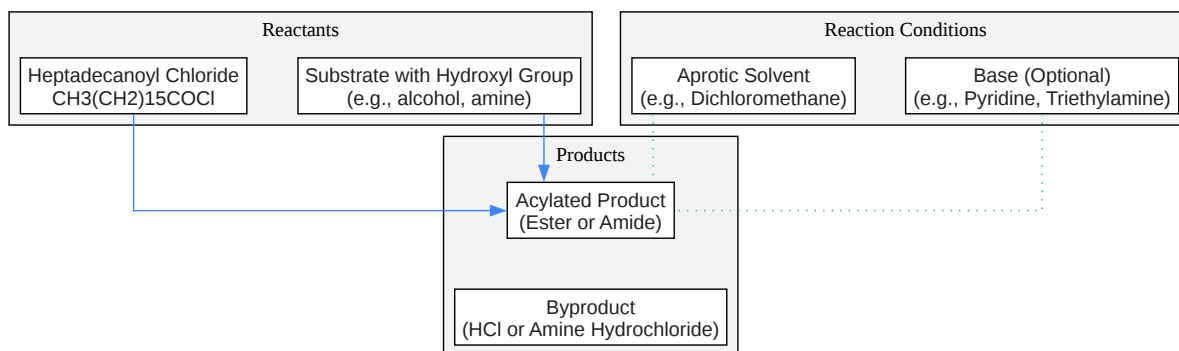 Reactants
Heptadecanoyl Chloride
CH3(CH2)15COCl
Substrate with Hydroxyl Group
(e.g., alcohol, amine)
Reaction Conditions
Aprotic Solvent
(e.g., Dichloromethane)
Base (Optional)
(e.g., Pyridine, Triethylamine)
Products
Acylated Product
(Ester or Amide)
Byproduct
(HCl or Amine Hydrochloride)